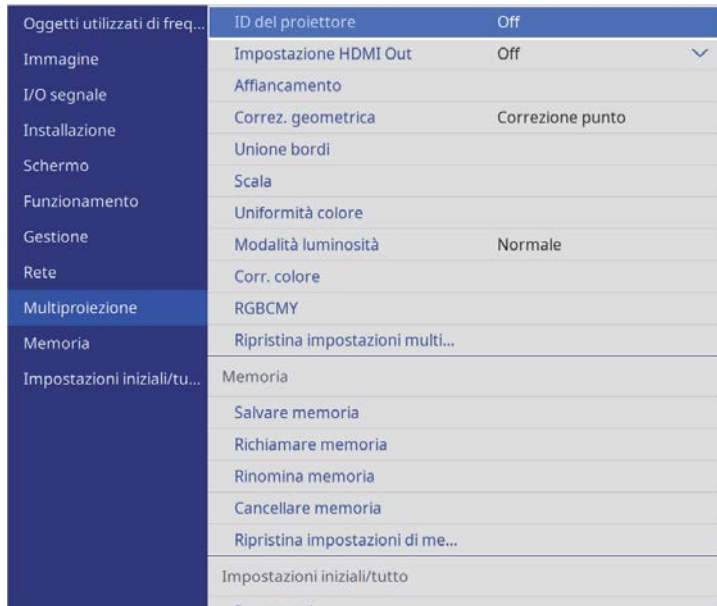 Oggetti utilizzati di freq...
Immagine
I/O segnale
Installazione
Schermo
Funzionamento
Gestione
Rete
Multiproiezione
Memoria
Impostazioni iniziali/tu...
ID del proiettore Off
Impostazione HDMI Out Off
Affiancamento
Correz. geometrica Correzione punto
Unione bordi
Scala
Uniformità colore
Modalità luminosità Normale
Corr. colore
RGBCMY
Ripristina impostazioni multi...
Memoria
Salvare memoria
Richiamare memoria
Rinomina memoria
Cancellare memoria
Ripristina impostazioni di me...
Impostazioni iniziali/tutto